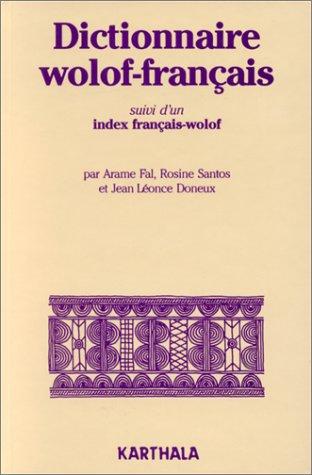 Dictionnaire
wolof-français
suivi d'un
index français-wolof
par Arame Fal, Rosine Santos
et Jean Léonce Doneux
KARTHALA